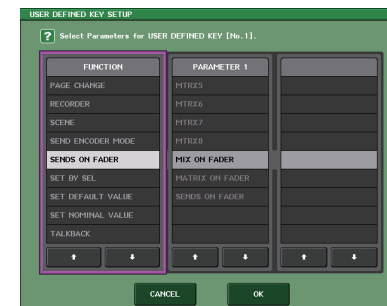 USER DEFINED KEY SETUP
? Select Parameters for USER DEFINED KEY [No.1].
FUNCTION
PAGE CHANGE
RECORDER
SCENE
SEND ENCODER MODE
SENDS ON FADER
SET BY SEL
SET DEFAULT VALUE
SET NOMINAL VALUE
TALKBACK
PARAMETER 1
MTRX5
MTRX6
MTRX7
MTRX8
MIX ON FADER
MATRIX ON FADER
SENDS ON FADER
CANCEL
OK